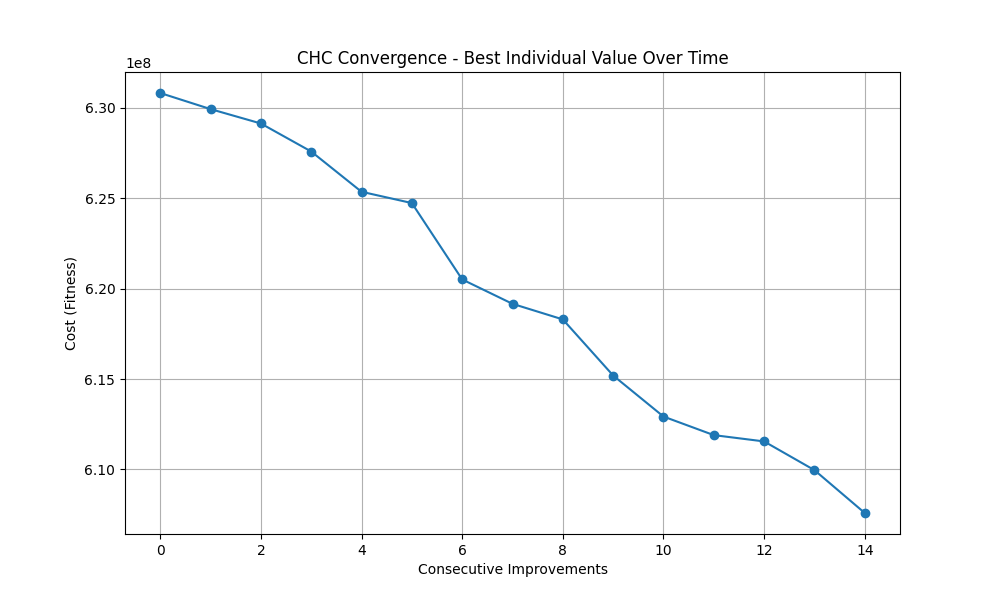 CHC Convergence - Best Individual Value Over Time
1e8
6.30
6.25
6.20
6.15
6.10
Cost (Fitness)
0 2 4 6 8 10 12 14
Consecutive Improvements